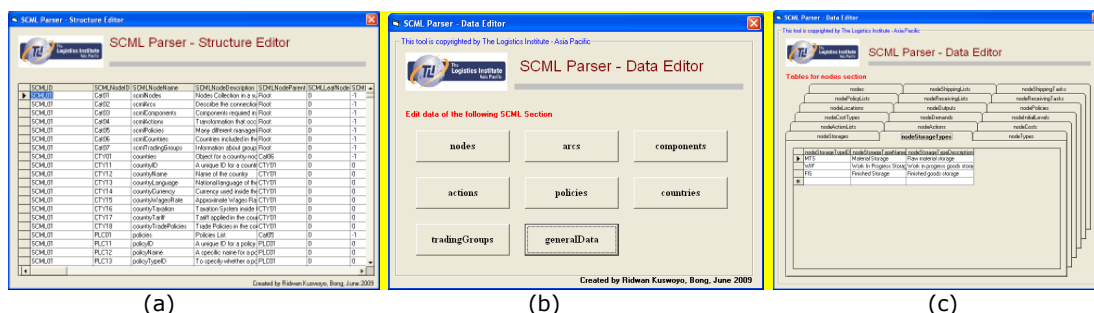 SCML Parser - Structure Editor
The
Logistics Institute
Asia Pacific
SCML Parser - Structure Editor
SCMLID SCMLNodeID SCMLNodeName SCMLNodeDescription SCMLNodeParent SCMLLeafNode
SCML01 Cat01 scmlNodes Nodes Collection in a Root 0 -1
SCML01 Cat02 scmlArcs Describe the connection Root 0 -1
SCML01 Cat03 scmlComponents Components required in Root 0 -1
SCML01 Cat04 scmlActions Transformation that occ Root 0 -1
SCML01 Cat05 scmlPolicies Many different manager Root 0 -1
SCML01 Cat06 scmlCountries Countries included in the Root 0 -1
SCML01 Cat07 scmlTradingGroups Information about group Root 0 -1
SCML01 CTY01 countries Object for a country Cat06 0 -1
SCML01 CTY11 countryID A unique ID for a count CTY01 0 0
SCML01 CTY12 countryName Name of the country CTY01 0 0
SCML01 CTY13 countryLanguage National language of the CTY01 0 0
SCML01 CTY14 countryCurrency Currency used inside the CTY01 0 0
SCML01 CTY15 countryWagesRate Approximate Wages Ra CTY01 0 0
SCML01 CTY16 countryTaxation Taxation System inside CTY01 0 0
SCML01 CTY17 countryTariff Tariff applied in the cou CTY01 0 0
SCML01 CTY18 countryTradePolicies Trade Policies in the co CTY01 0 0
SCML01 PLC01 policies Policies List Cat05 0 -1
SCML01 PLC11 policyID A unique ID for a policy PLC01 0 0
SCML01 PLC12 policyName A specific name for a po PLC01 0 0
SCML01 PLC13 policyTypeID To specify whether a po PLC01 0 0
Created by Ridwan Kuswoyo, Bong, June 2009
(a)
SCML Parser - Data Editor
This tool is copyrighted by The Logistics Institute - Asia Pacific
TLI
The
Logistics Institute
Asia Pacific
SCML Parser - Data Editor
Edit data of the following SCML Section
nodes arcs components
actions policies countries
tradingGroups generalData
Created by Ridwan Kuswoyo, Bong, June 2009
(b)
SCML Parser - Data Editor
This tool is copyrighted by The Logistics Institute - Asia Pacific
The
Logistics Institute
Asia Pacific
SCML Parser - Data Editor
Tables for nodes section
nodes nodeShippingLists nodeShippingTasks
nodePolicyLists nodeReceivingLists nodeReceivingTasks
nodeLocations nodeOutputs nodePolicies
nodeCostTypes nodeDemands nodeInitialLevels
nodeActionLists nodeActions nodeCosts
nodeStorages nodeStorageTypes nodeTypes
nodeStorageTypeID nodeStorageTypeName nodeStorageTypeDescription
MTS Material Storage Raw material storage
WIP Work In Progress Storag Work in progress goods stora
FIS Finished Storage Finished goods storage
(c)